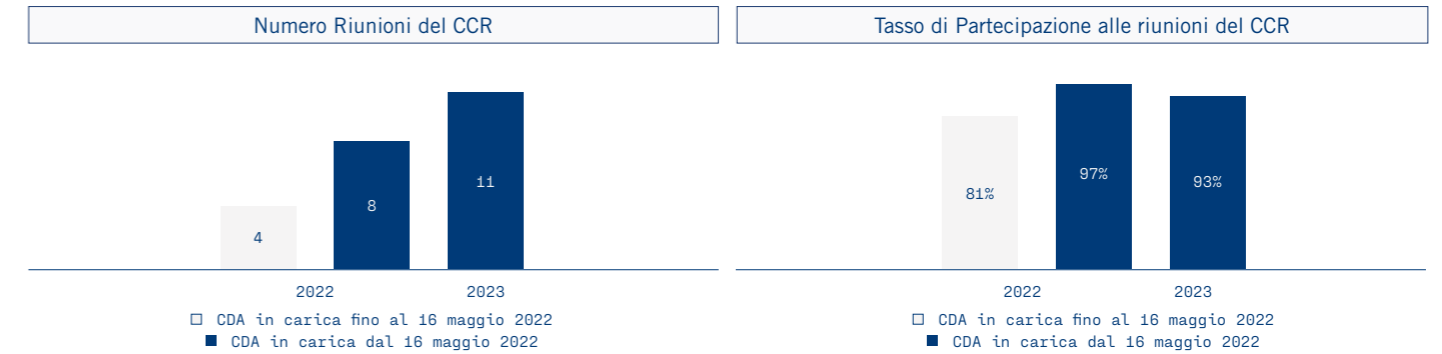 Numero Riunioni del CCR
4
8
11
2022 2023
□ CDA in carica fino al 16 maggio 2022
■ CDA in carica dal 16 maggio 2022
Tasso di Partecipazione alle riunioni del CCR
81%
97%
93%
2022 2023
□ CDA in carica fino al 16 maggio 2022
■ CDA in carica dal 16 maggio 2022